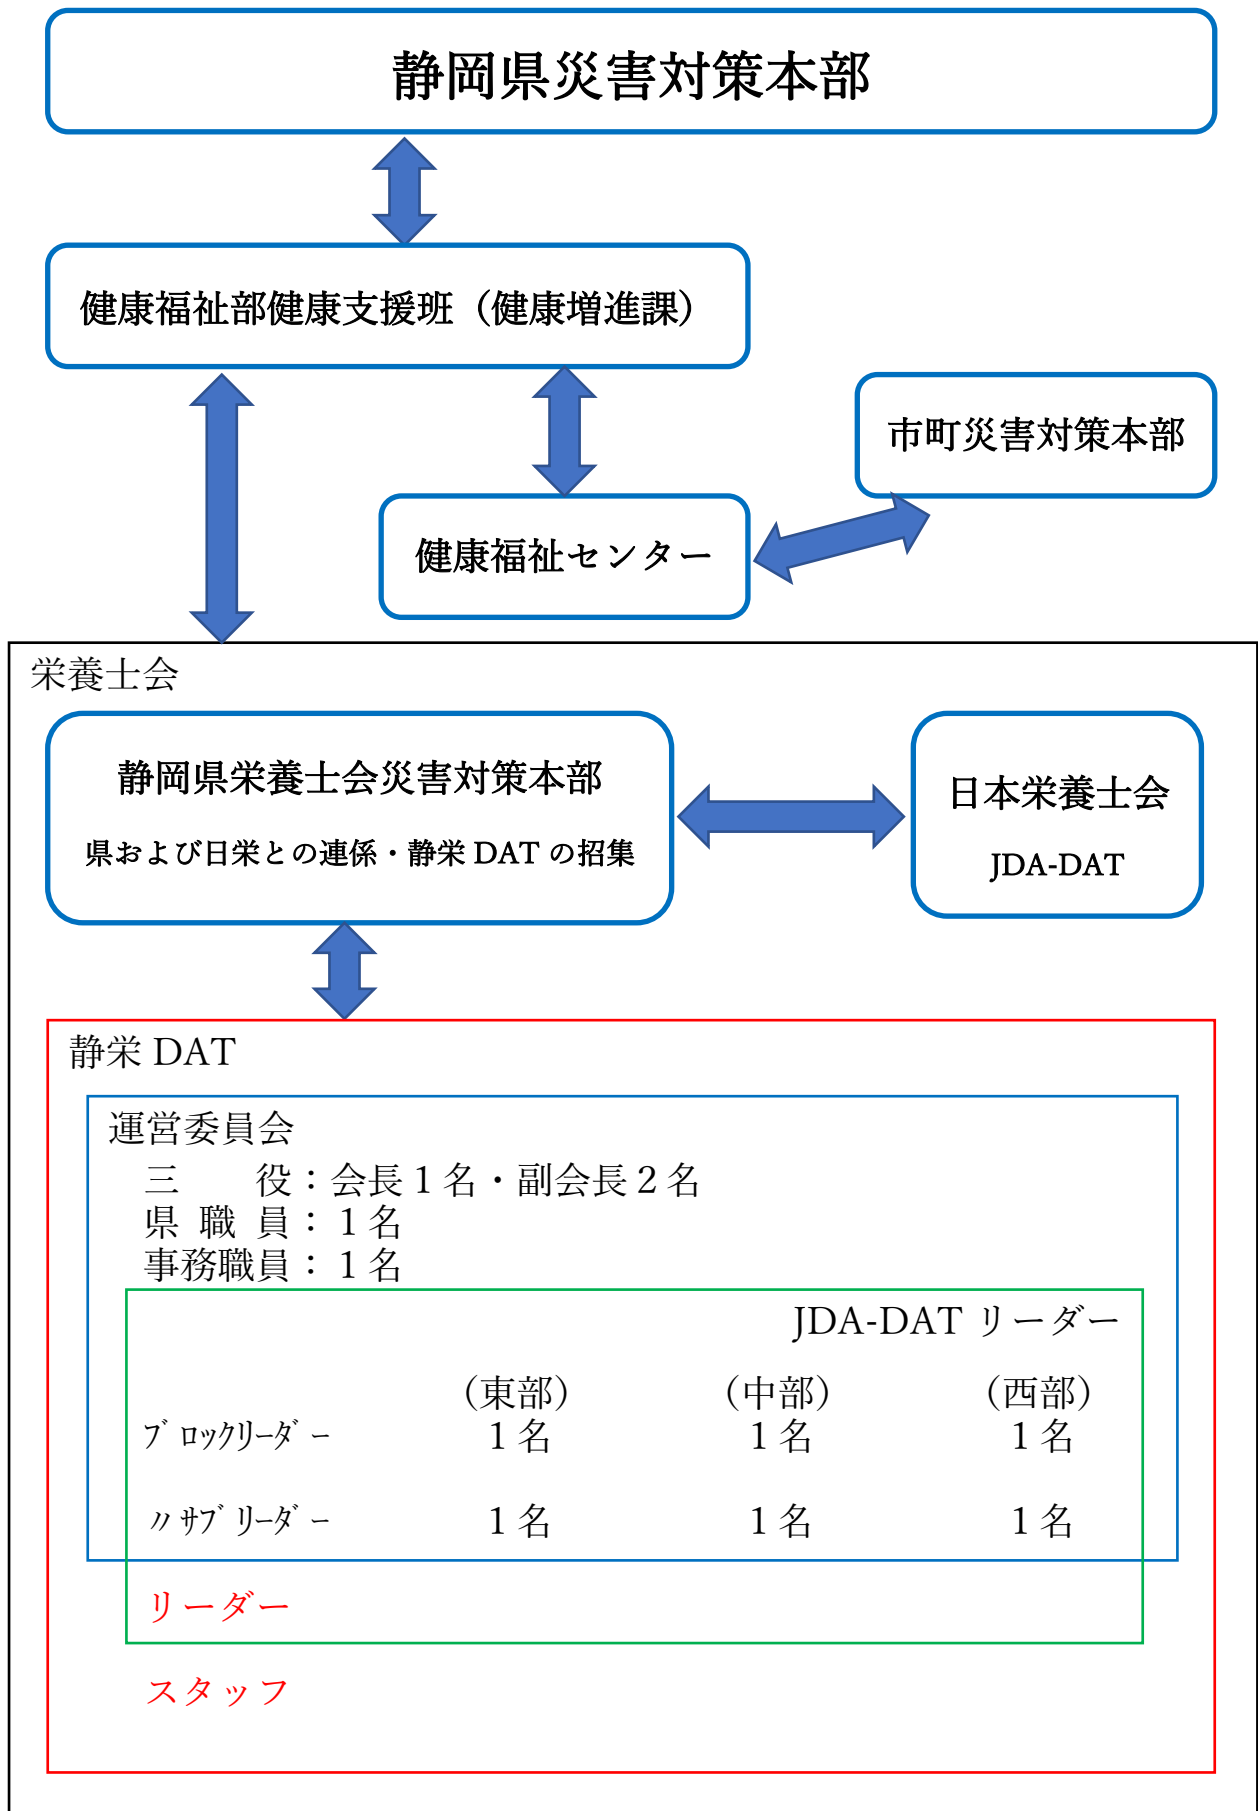 静岡県災害対策本部
健康福祉部健康支援班（健康増進課）
市町災害対策本部
健康福祉センター
栄養士会
静岡県栄養士会災害対策本部
県および日栄との連係・静栄 DAT の招集
日本栄養士会
JDA-DAT
静栄 DAT
運営委員会
三　　役：会長 1 名・副会長 2 名
県 職 員： 1 名
事務職員： 1 名
JDA-DAT リーダー
（東部） （中部） （西部）
ﾌﾞﾛｯｸﾘｰﾀﾞｰ 1 名 1 名 1 名
〃ｻﾌﾞﾘｰﾀﾞｰ 1 名 1 名 1 名
リーダー
スタッフ